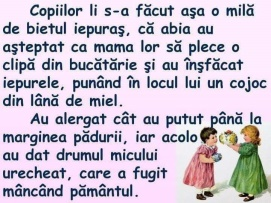 Copiilor li s-a făcut aşa o milă
de bietul iepuraş, că abia au
aşteptat ca mama lor să plece o
clipă din bucătărie şi au înşfăcat
iepurele, punând în locul lui un cojoc
din lână de miel.
Au alergat cât au putut până la
marginea pădurii, iar acolo
au dat drumul micului
urecheat, care a fugit
mâncând pământul.